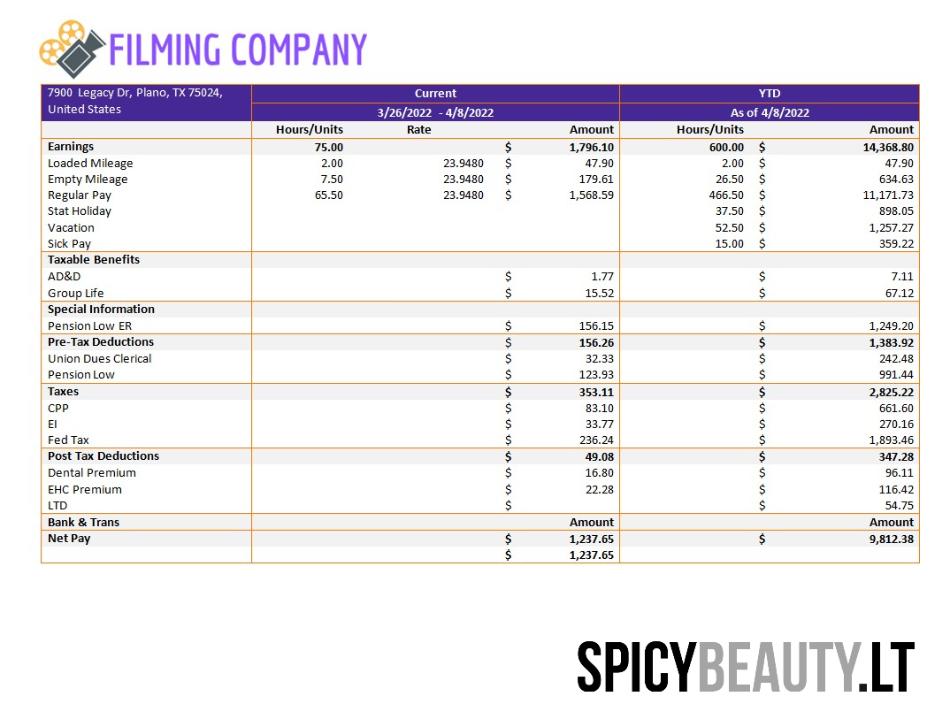 FILMING COMPANY
7900 Legacy Dr, Plano, TX 75024,
United States
Current YTD
3/26/2022 - 4/8/2022 As of 4/8/2022
Hours/Units Rate Amount Hours/Units Amount
Earnings 75.00 $ 1,796.10 600.00 $ 14,368.80
Loaded Mileage 2.00 23.9480 $ 47.90 2.00 $ 47.90
Empty Mileage 7.50 23.9480 $ 179.61 26.50 $ 634.63
Regular Pay 65.50 23.9480 $ 1,568.59 466.50 $ 11,171.73
Stat Holiday 37.50 $ 898.05
Vacation 52.50 $ 1,257.27
Sick Pay 15.00 $ 359.22
Taxable Benefits
AD&D $ 1.77 $ 7.11
Group Life $ 15.52 $ 67.12
Special Information
Pension Low ER $ 156.15 $ 1,249.20
Pre-Tax Deductions $ 156.26 $ 1,383.92
Union Dues Clerical $ 32.33 $ 242.48
Pension Low $ 123.93 $ 991.44
Taxes $ 353.11 $ 2,825.22
CPP $ 83.10 $ 661.60
EI $ 33.77 $ 270.16
Fed Tax $ 236.24 $ 1,893.46
Post Tax Deductions $ 49.08 $ 347.28
Dental Premium $ 16.80 $ 96.11
EHC Premium $ 22.28 $ 116.42
LTD $ $ 54.75
Bank & Trans Amount Amount
Net Pay $ 1,237.65 $ 9,812.38
$ 1,237.65
SPICYBEAUTY.LT